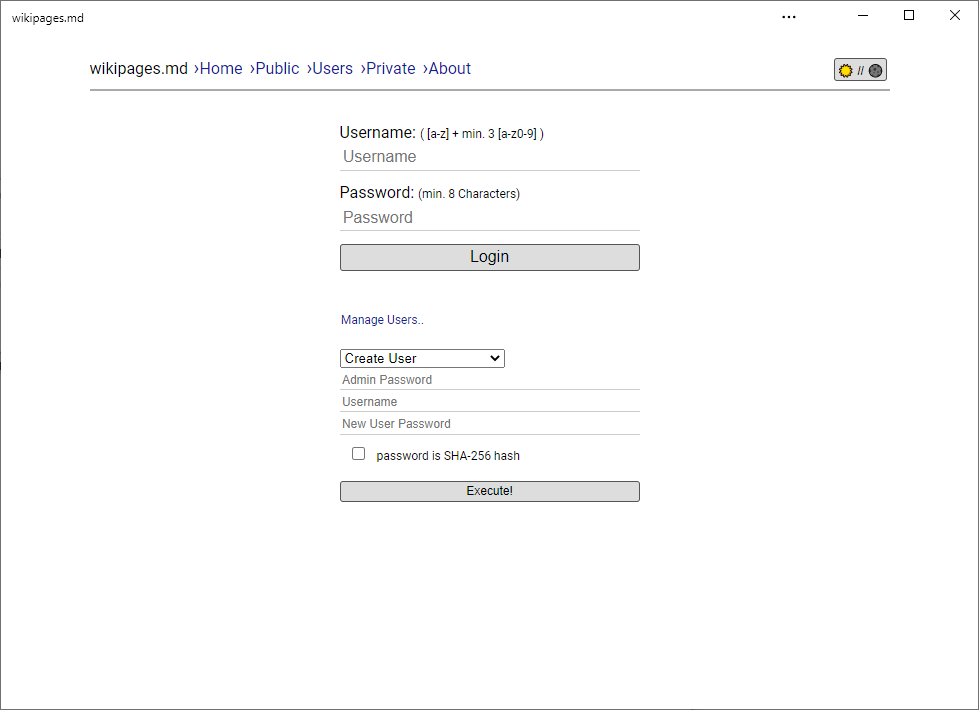 wikipages.md
wikipages.md ›Home ›Public ›Users ›Private ›About
//
Username: ( [a-z] + min. 3 [a-z0-9] )
Username
Password: (min. 8 Characters)
Password
Login
Manage Users..
Create User
Admin Password
Username
New User Password
password is SHA-256 hash
Execute!